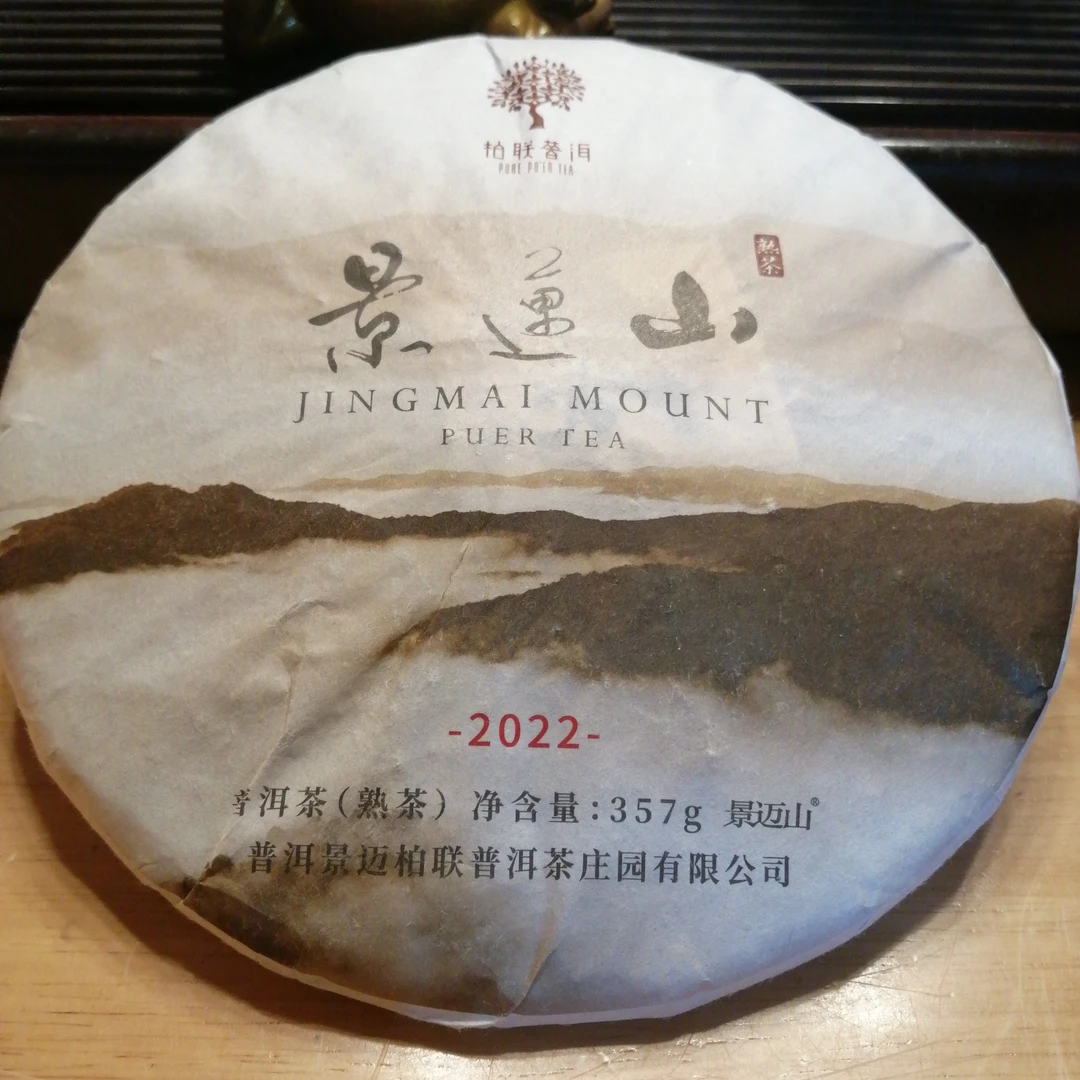 柏联普洱
PURE PU'ER TEA
熟茶
景邁山
JINGMAI MOUNT
PUER TEA
-2022-
普洱茶(熟茶) 净含量:357g 景迈山®
普洱景迈柏联普洱茶庄园有限公司